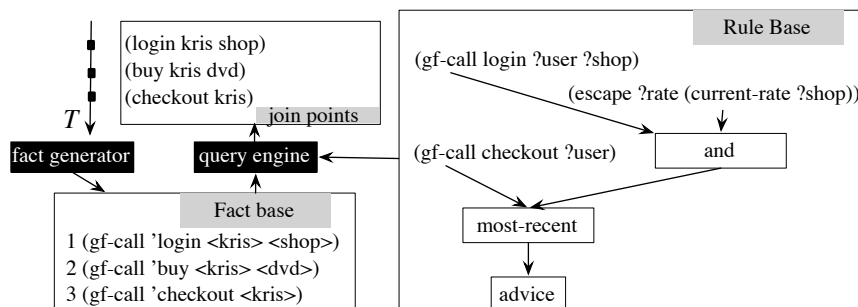 (login kris shop)
(buy kris dvd)
(checkout kris)
join points
T
fact generator
query engine
Fact base
1 (gf-call ’login <kris> <shop>)
2 (gf-call ’buy <kris> <dvd>)
3 (gf-call ’checkout <kris>)
Rule Base
(gf-call login ?user ?shop)
(escape ?rate (current-rate ?shop))
(gf-call checkout ?user)
and
most-recent
advice